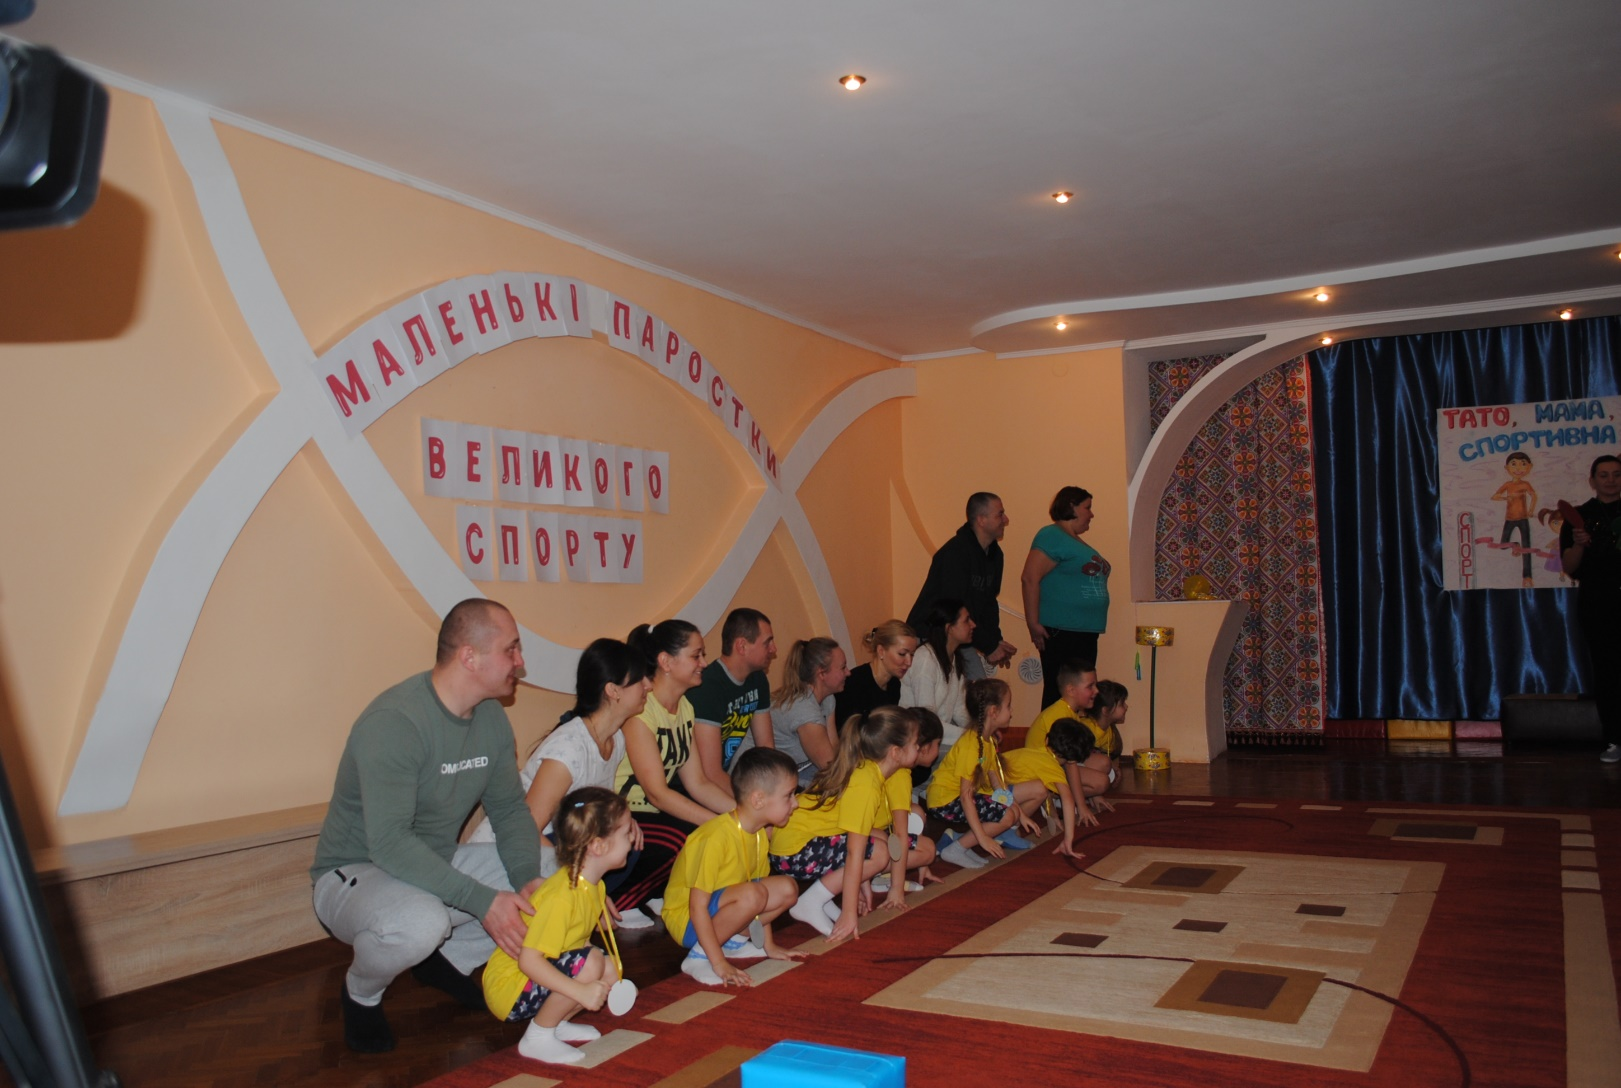 МАЛЕНЬКІ ПАРОСТКИ
ВЕЛИКОГО
СПОРТУ
ТАТО, МАМА,
СПОРТИВНА
СПОРТ
OMPLICATED